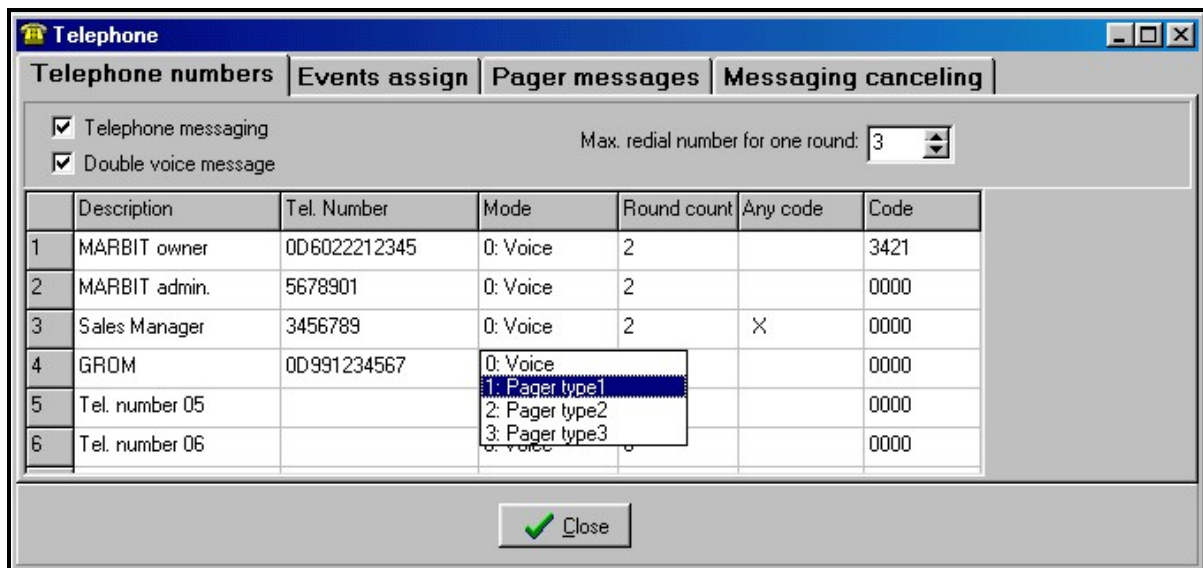 Telephone
Telephone numbers Events assign Pager messages Messaging canceling
Telephone messaging
Max. redial number for one round: 3
Double voice message
Description Tel. Number Mode Round count Any code Code
1 MARBIT owner 0D6022212345 0: Voice 2 3421
2 MARBIT admin. 5678901 0: Voice 2 0000
3 Sales Manager 3456789 0: Voice 2 X 0000
4 GROM 0D991234567 0: Voice 0000
1: Pager type1
5 Tel. number 05 2: Pager type2 0000
3: Pager type3
6 Tel. number 06 0: Voice 0000
Close